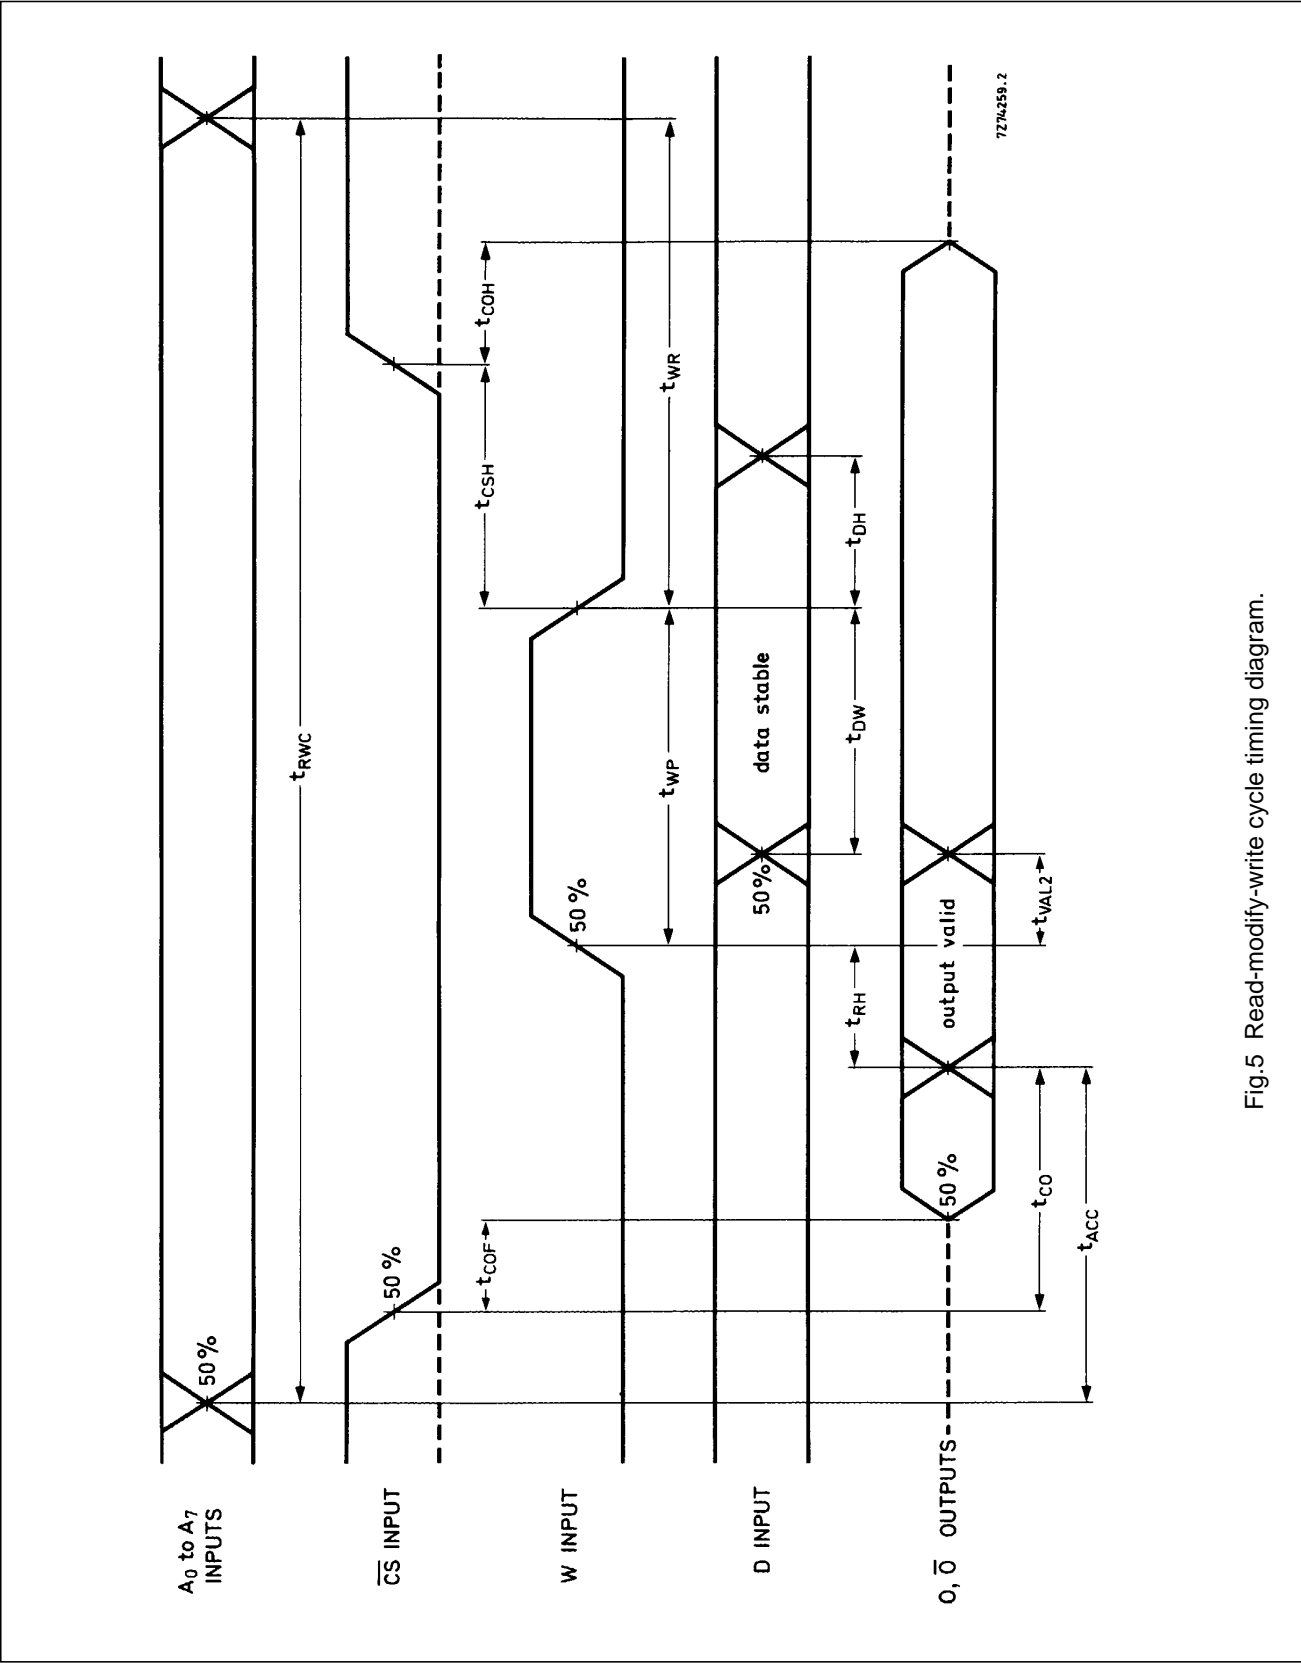 A0 to A7
INPUTS
50%
tRWC
C̅S̅ INPUT
50%
tCOF
tCSH
tCOH
W INPUT
50%
tWP
tWR
D INPUT
50%
data stable
tRH
tDW
tDH
O, O̅ OUTPUTS
50%
output valid
tCO
tVAL2
tACC
7Z74259.2
Fig.5 Read-modify-write cycle timing diagram.